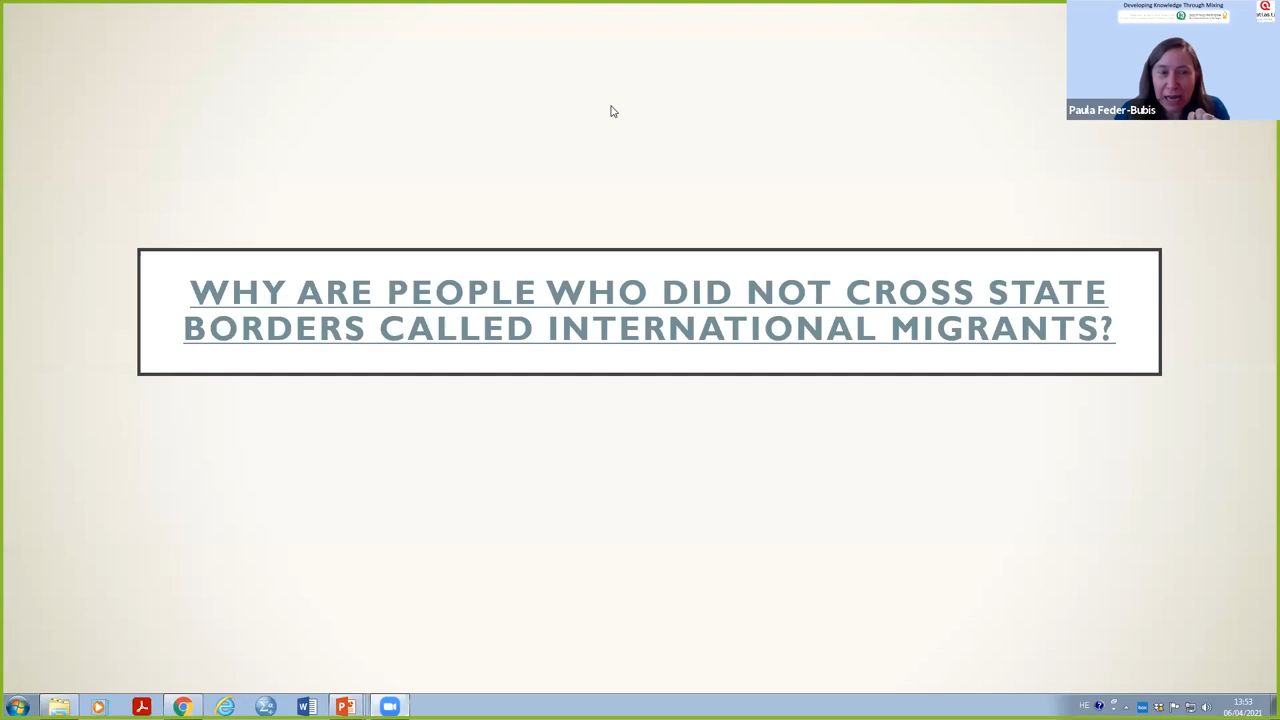 Developing Knowledge Through Mixing
Paula Feder-Bubis
WHY ARE PEOPLE WHO DID NOT CROSS STATE
BORDERS CALLED INTERNATIONAL MIGRANTS?
HE
13:53
06/04/2021